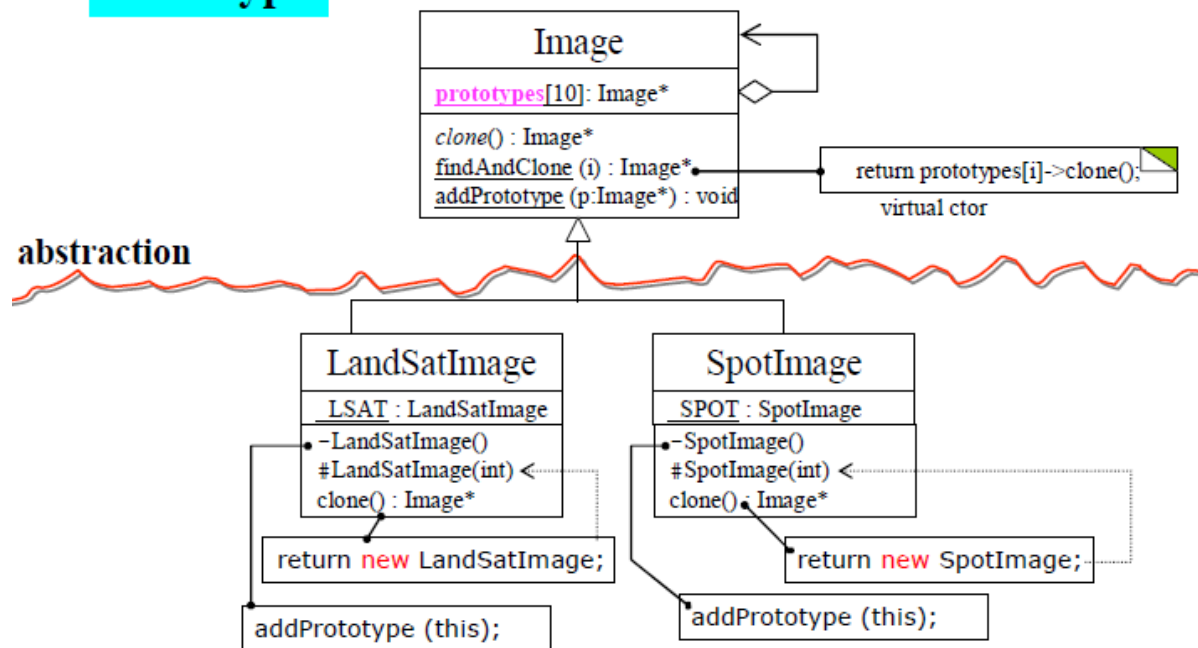 Image
prototypes[10]: Image*
clone() : Image*
findAndClone (i) : Image*
addPrototype (p:Image*) : void
return prototypes[i]->clone();
virtual ctor
abstraction
LandSatImage
_LSAT : LandSatImage
-LandSatImage()
#LandSatImage(int)
clone() : Image*
return new LandSatImage;
addPrototype (this);
SpotImage
_SPOT : SpotImage
-SpotImage()
#SpotImage(int)
clone() : Image*
return new SpotImage;
addPrototype (this);